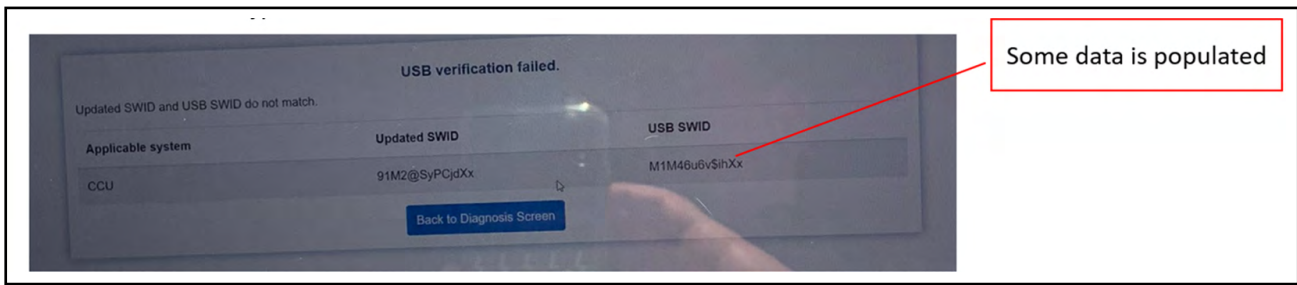 USB verification failed.
Updated SWID and USB SWID do not match.
Applicable system Updated SWID USB SWID
CCU 91M2@SyPCjdXx M1M46u6v$ihXx
Back to Diagnosis Screen
Some data is populated